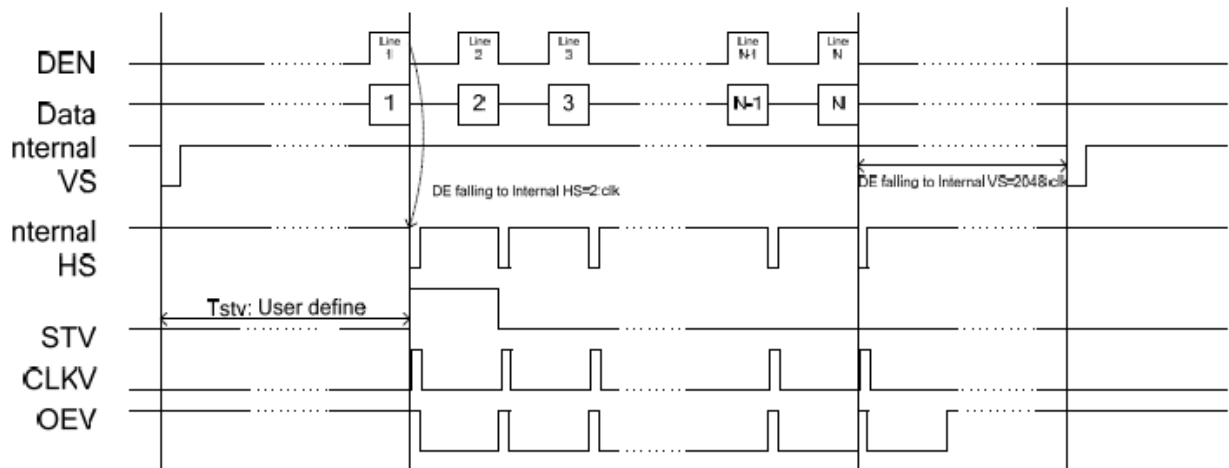 DEN
Line
1
Line
2
Line
3
Line
N-1
Line
N
Data
1
2
3
N-1
N
nternal
VS
DE falling to Internal HS=2clk
DE falling to Internal VS=2048clk
nternal
HS
Tstv: User define
STV
CLKV
OEV